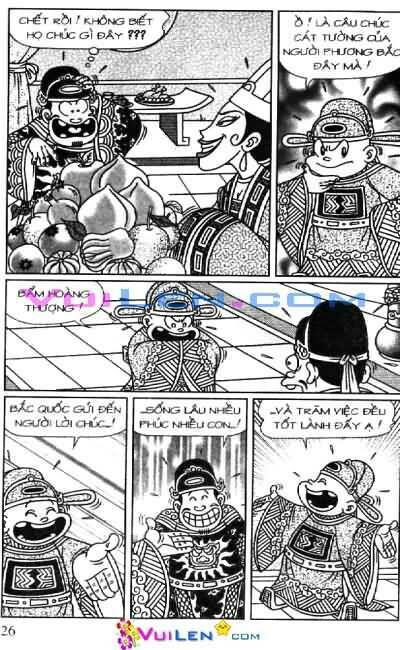 CHẾT RỒI! KHÔNG BIẾT
HỌ CHÚC GÌ ĐÂY ???
Ồ! LÀ CÂU CHÚC
CÁT TƯỜNG CỦA
NGƯỜI PHƯƠNG BẮC
ĐÂY MÀ!
BẨM HOÀNG
THƯỢNG!
VUILEN.COM
BẮC QUỐC GỬI ĐẾN
NGƯỜI LỜI CHÚC...!
...SỐNG LÂU NHIỀU
PHÚC NHIỀU CON...!
...VÀ TRĂM VIỆC ĐỀU
TỐT LÀNH ĐẤY Ạ!
26
VUILEN.COM